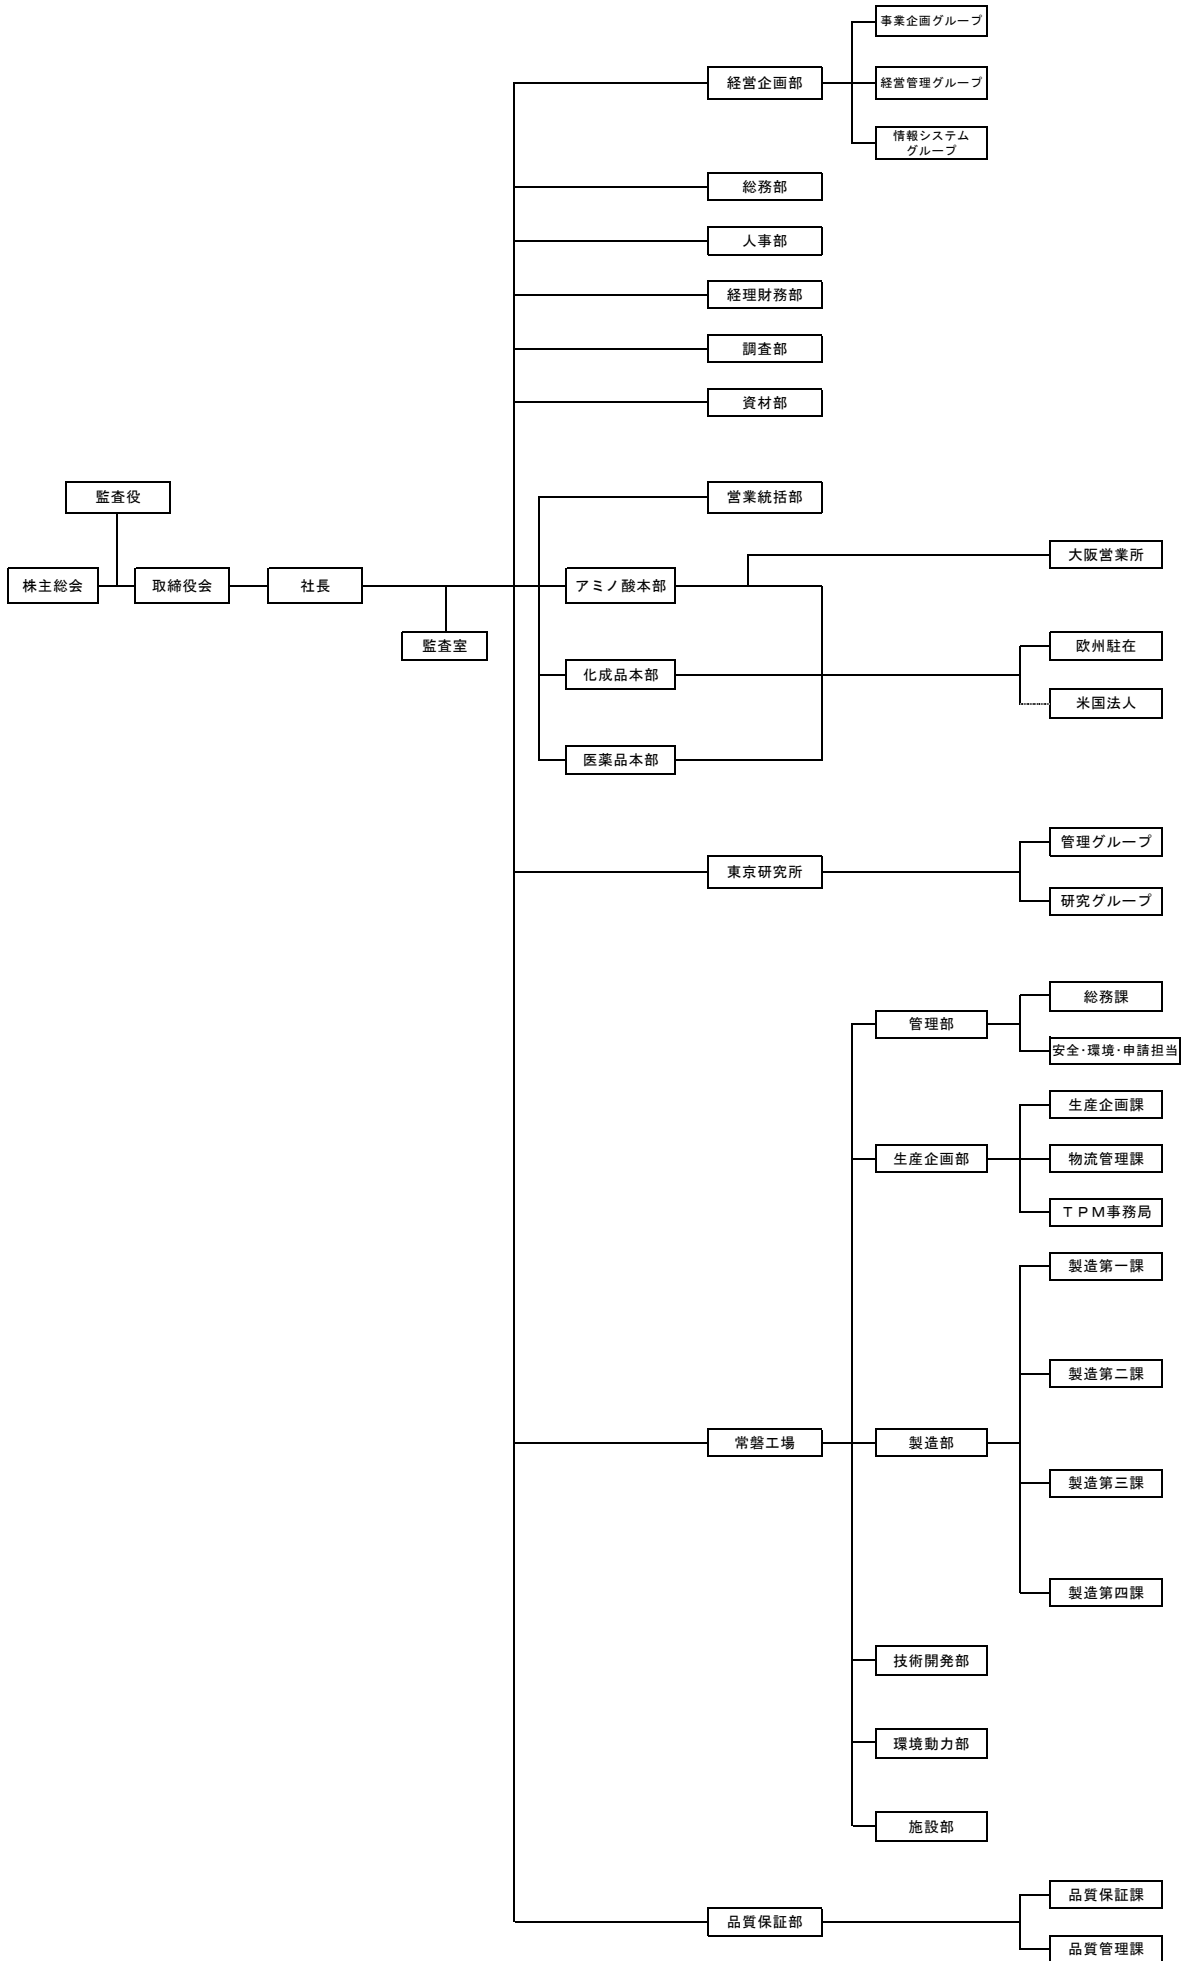 事業企画グループ
経営企画部
経営管理グループ
情報システム
グループ
総務部
人事部
経理財務部
調査部
資材部
監査役
営業統括部
大阪営業所
株主総会
取締役会
社長
アミノ酸本部
監査室
欧州駐在
化成品本部
米国法人
医薬品本部
管理グループ
東京研究所
研究グループ
総務課
管理部
安全・環境・申請担当
生産企画課
生産企画部
物流管理課
ＴＰＭ事務局
製造第一課
製造第二課
常磐工場
製造部
製造第三課
製造第四課
技術開発部
環境動力部
施設部
品質保証課
品質保証部
品質管理課